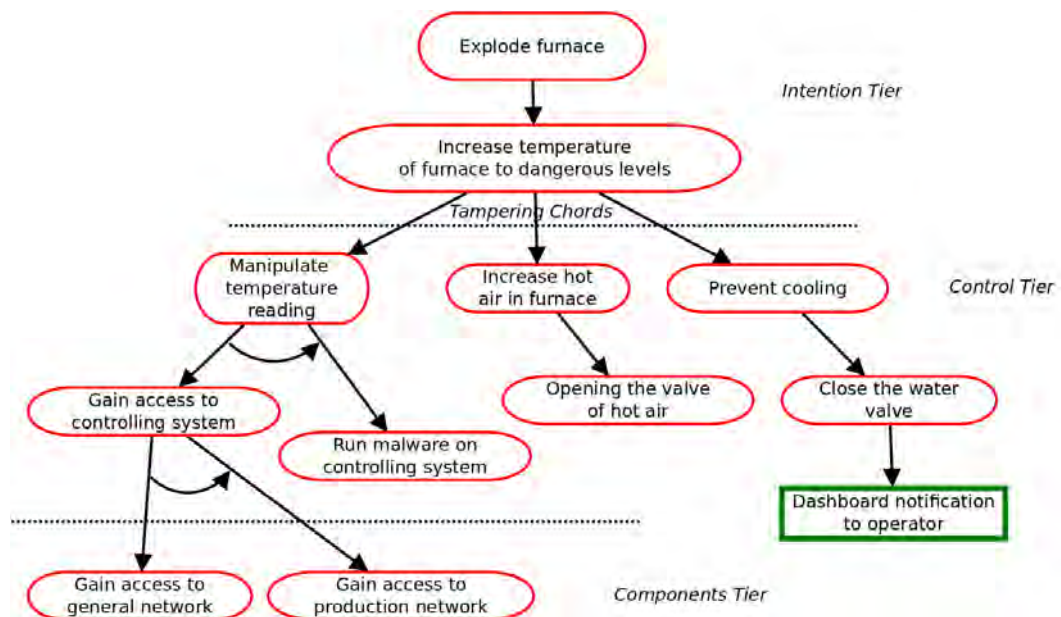 Explode furnace
Intention Tier
Increase temperature
of furnace to dangerous levels
Tampering Chords
Manipulate
temperature
reading
Increase hot
air in furnace
Prevent cooling
Control Tier
Gain access to
controlling system
Run malware on
controlling system
Opening the valve
of hot air
Close the water
valve
Dashboard notification
to operator
Gain access to
general network
Gain access to
production network
Components Tier